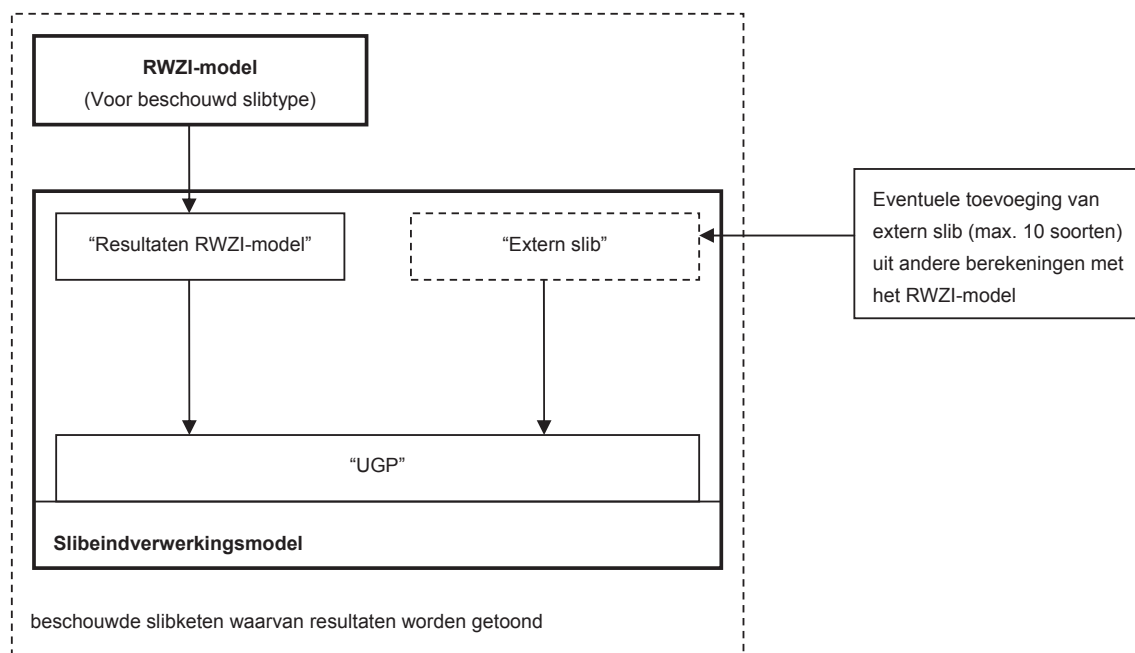 RWZI-model
(Voor beschouwd slibtype)
“Resultaten RWZI-model”
“Extern slib”
Eventuele toevoeging van
extern slib (max. 10 soorten)
uit andere berekeningen met
het RWZI-model
“UGP”
Slibeindverwerkingsmodel
beschouwde slibketen waarvan resultaten worden getoond